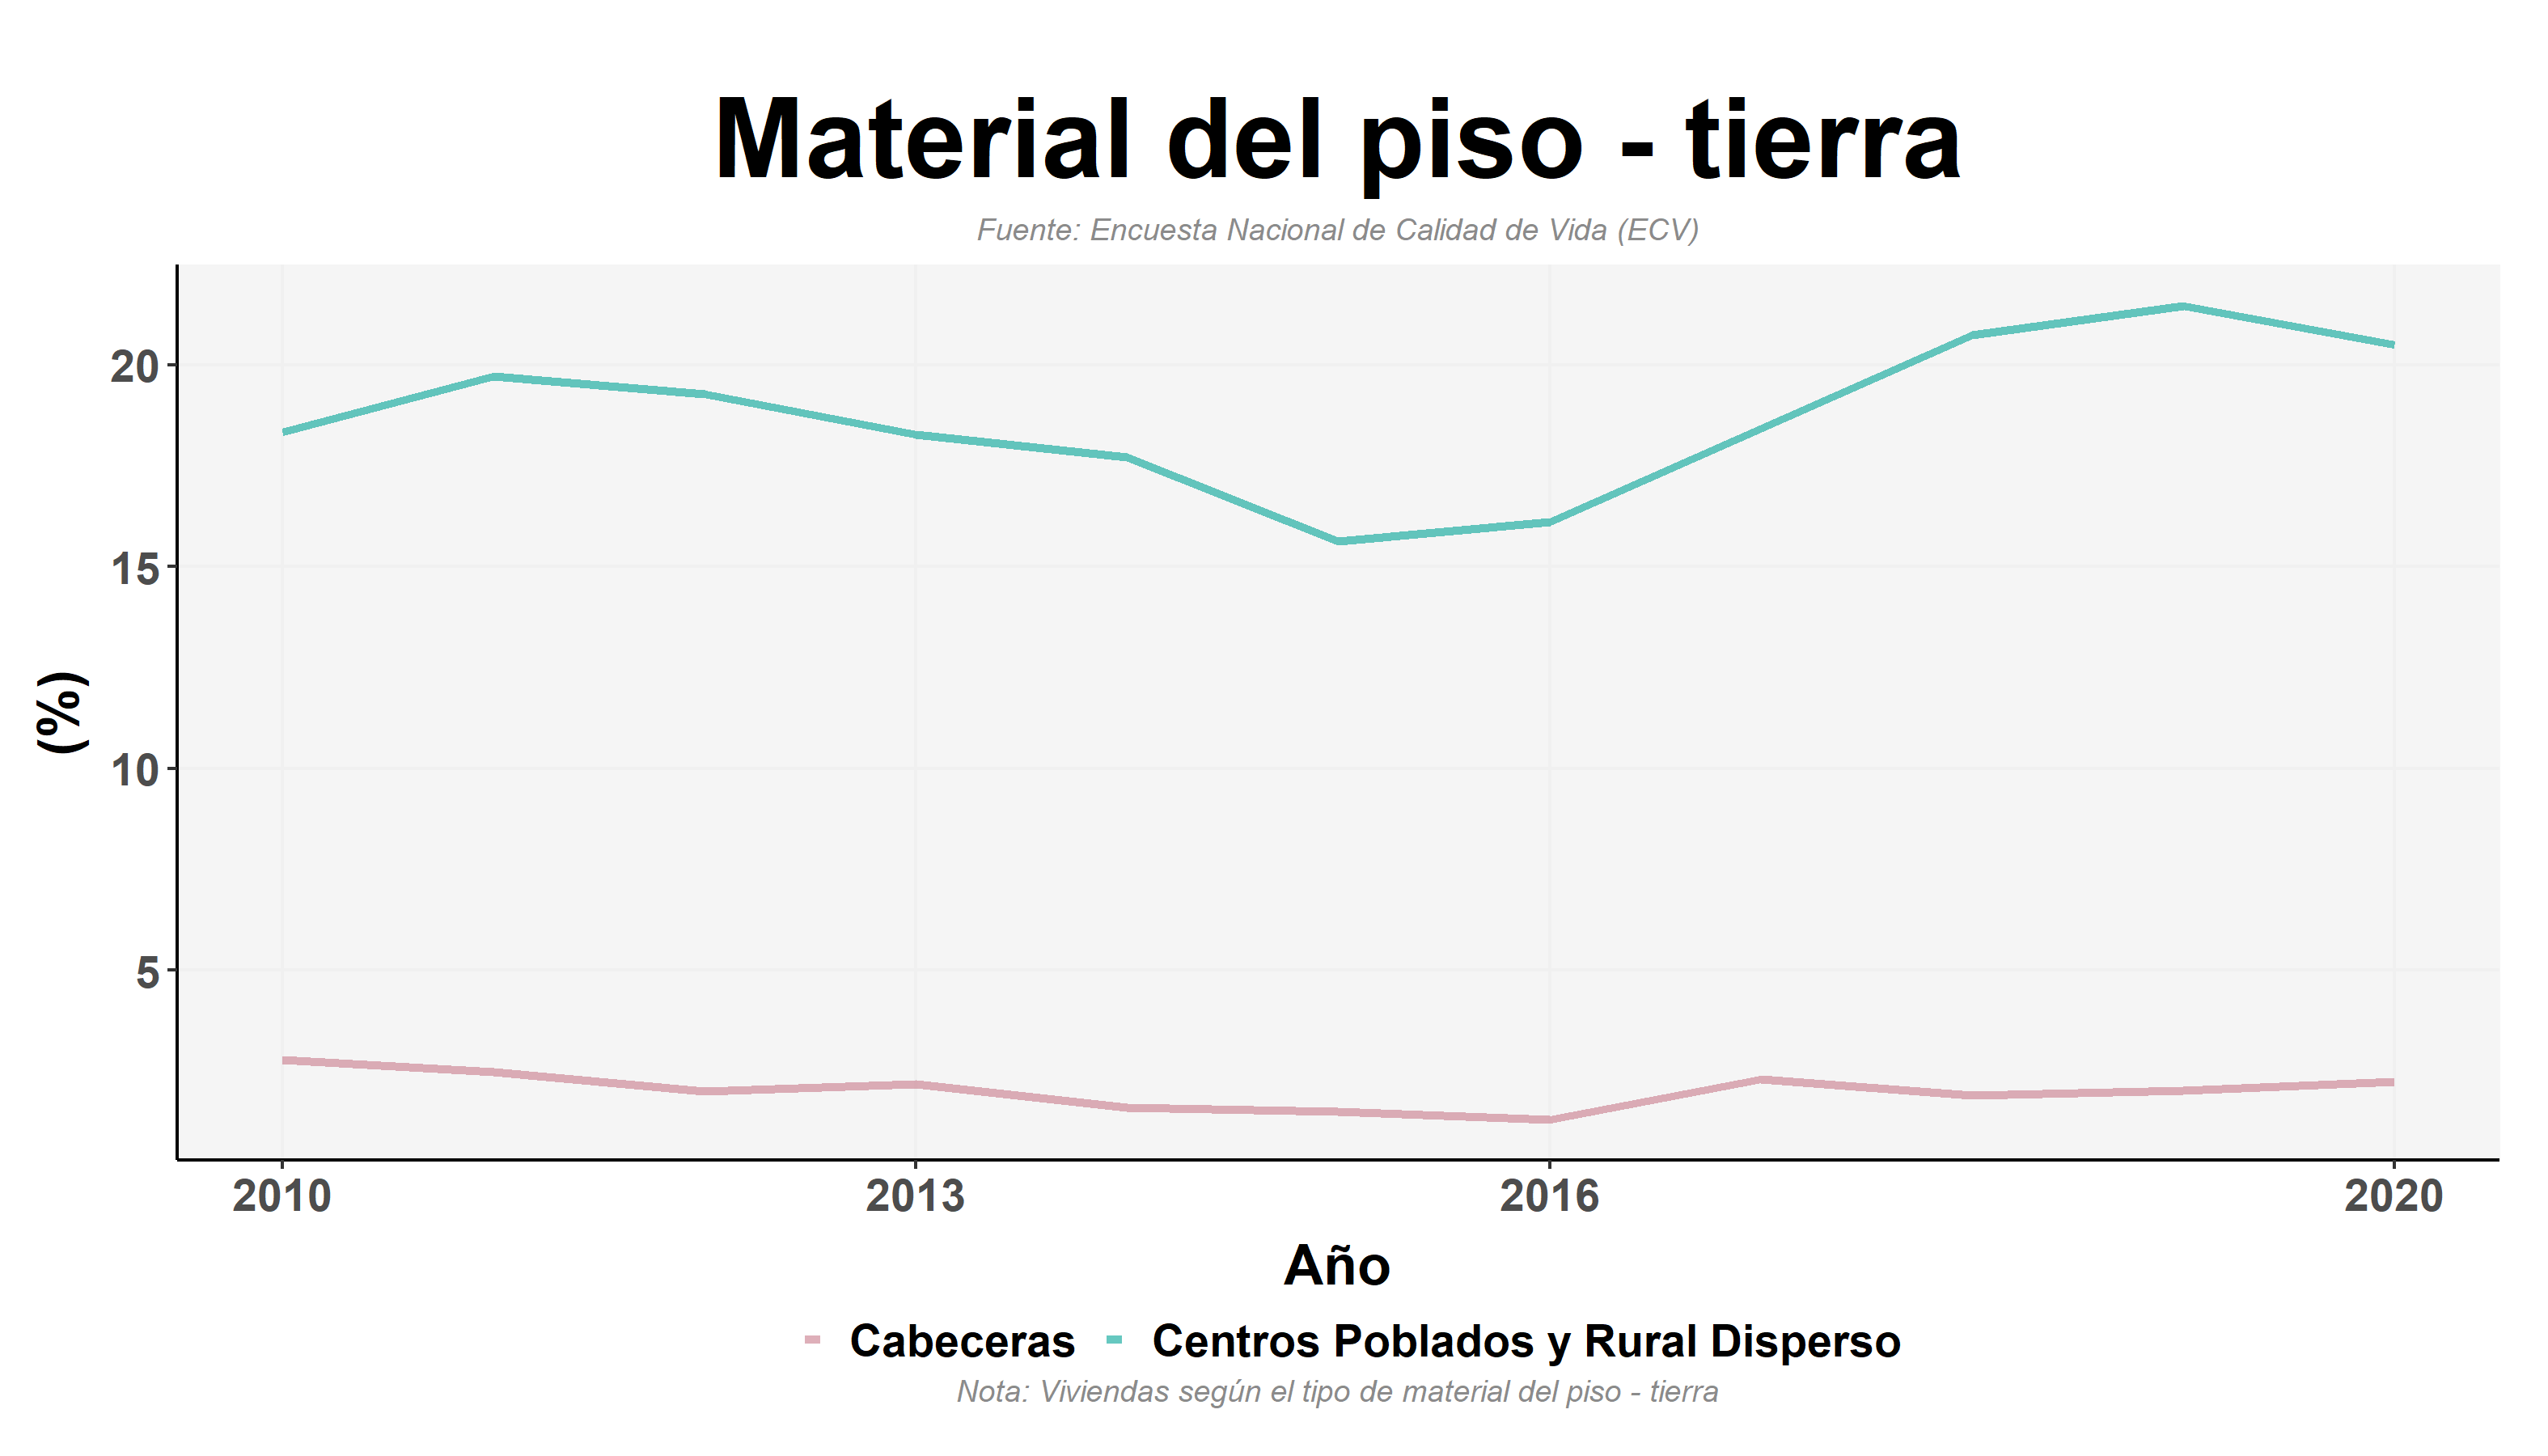 Material del piso - tierra
Fuente: Encuesta Nacional de Calidad de Vida (ECV)
20
15
10
5
(%)
2010 2013 2016 2020
Año
Cabeceras Centros Poblados y Rural Disperso
Nota: Viviendas según el tipo de material del piso - tierra